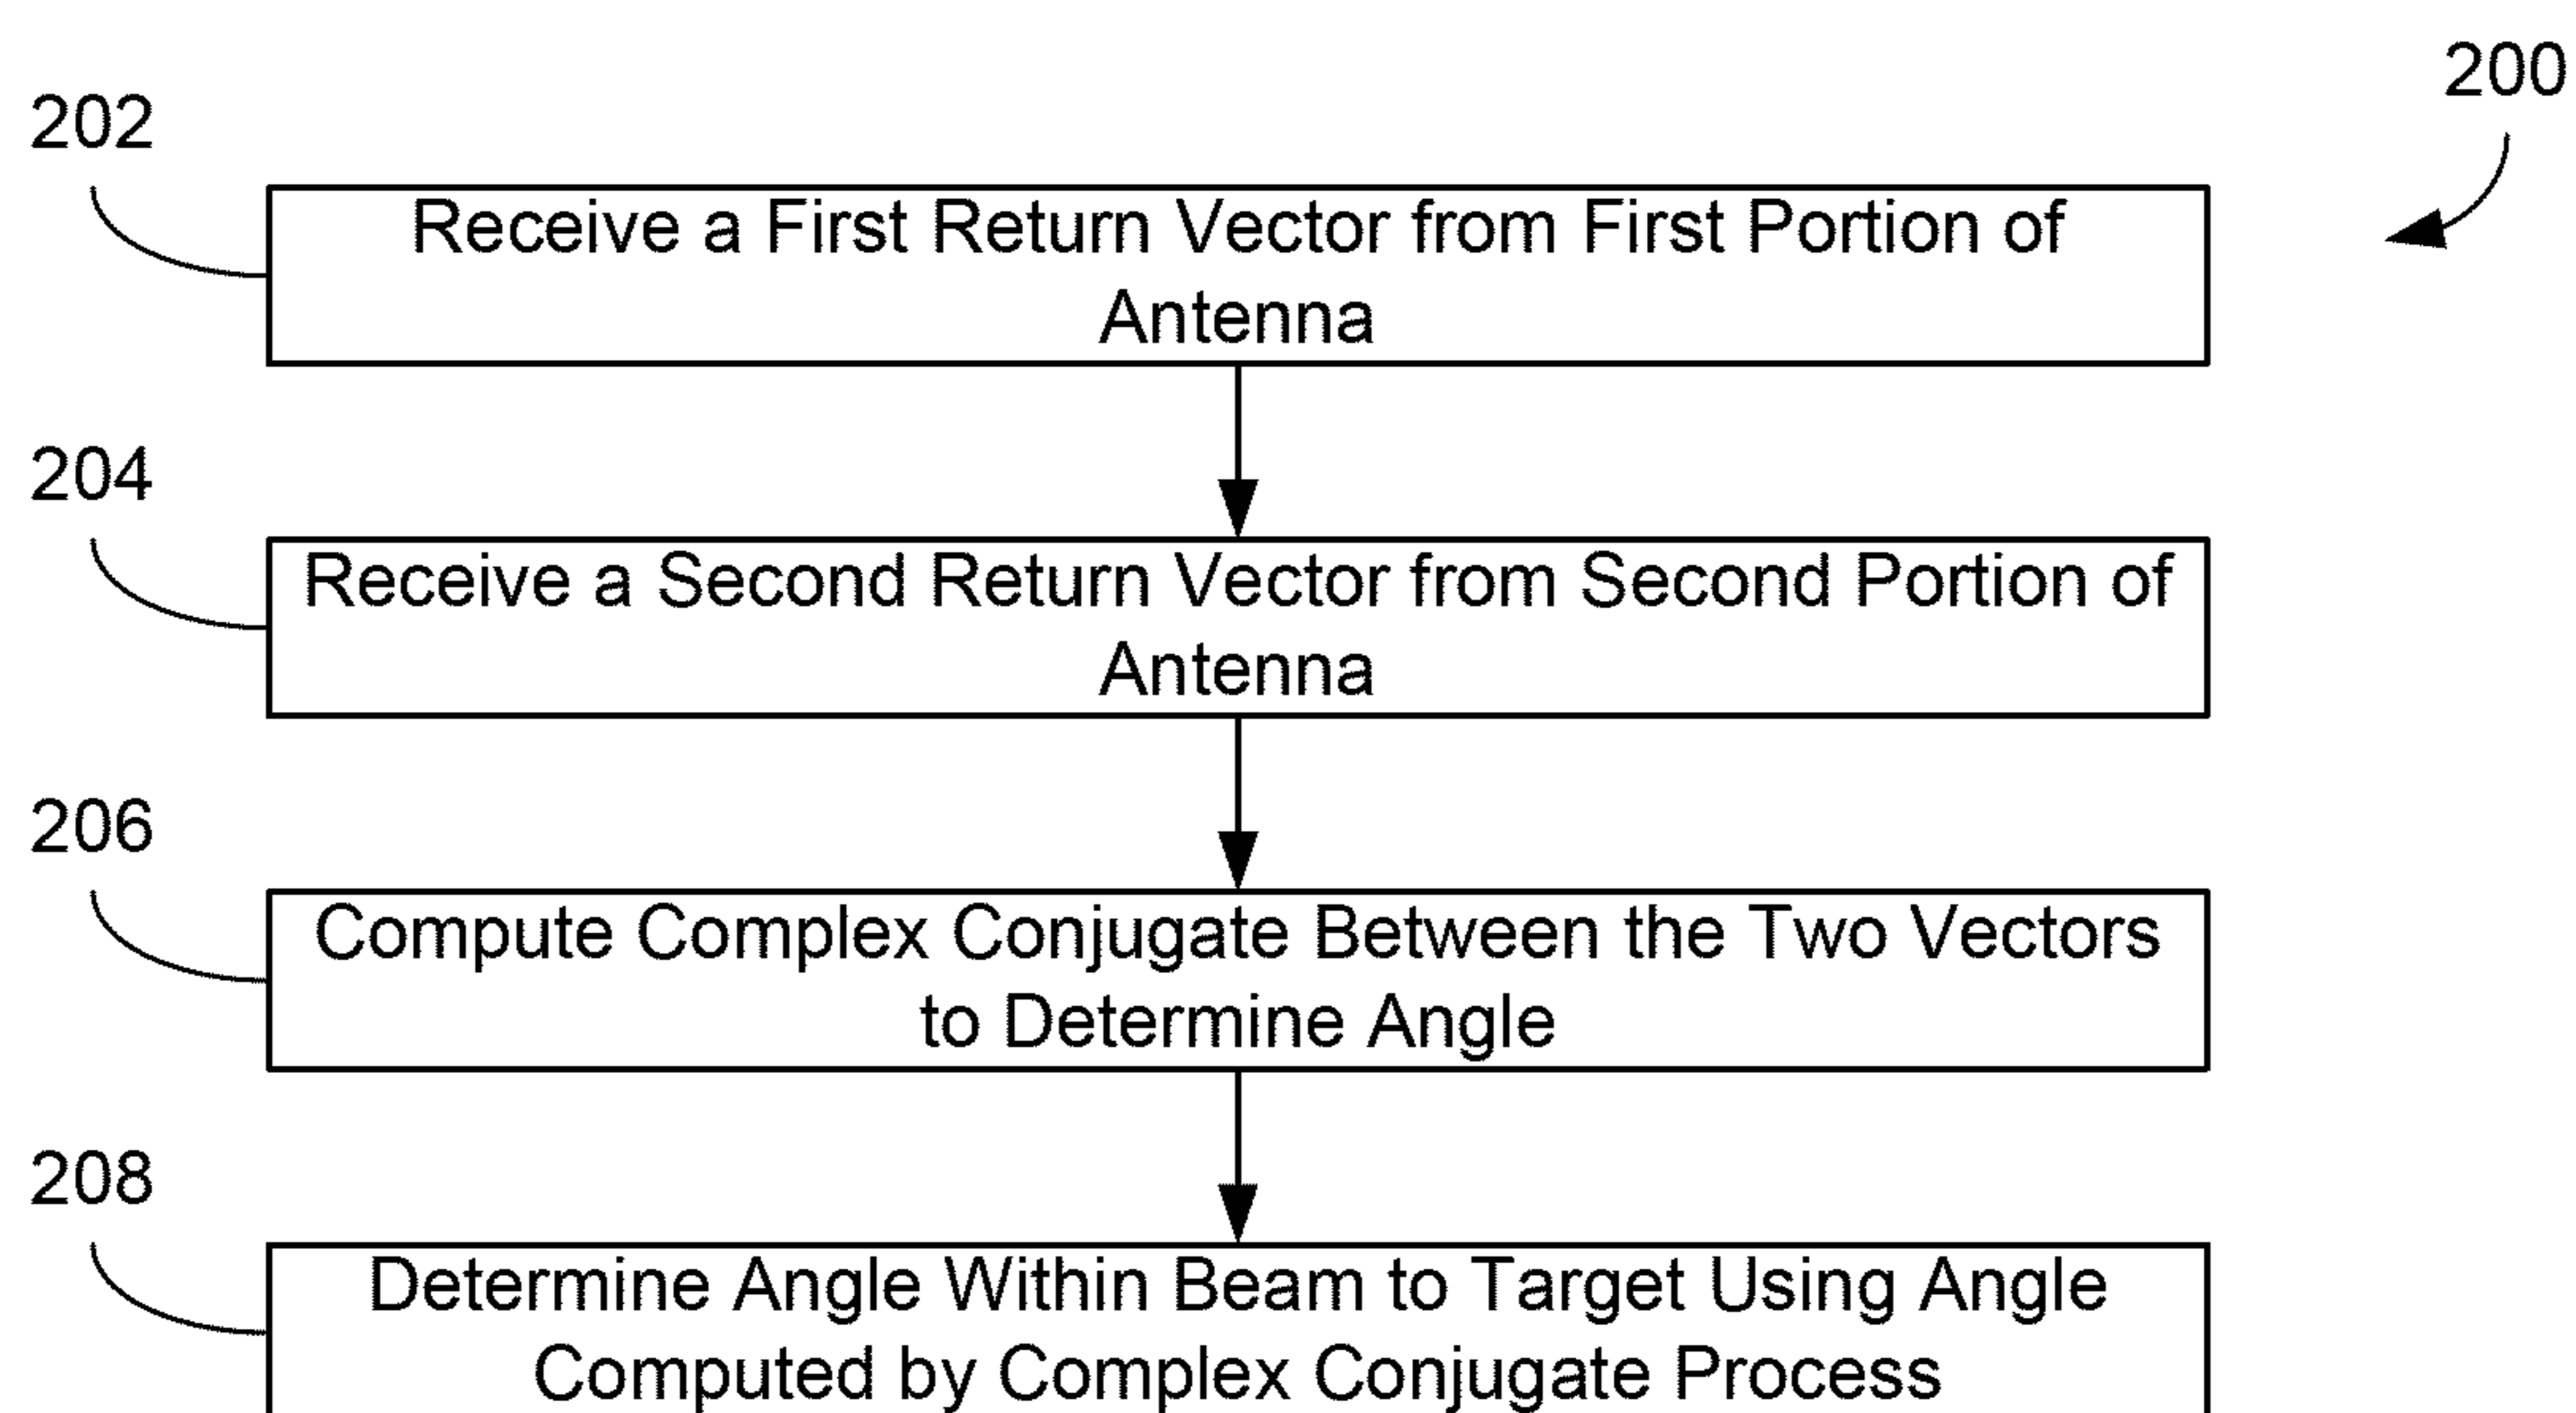 200
202
Receive a First Return Vector from First Portion of
Antenna
204
Receive a Second Return Vector from Second Portion of
Antenna
206
Compute Complex Conjugate Between the Two Vectors
to Determine Angle
208
Determine Angle Within Beam to Target Using Angle
Computed by Complex Conjugate Process